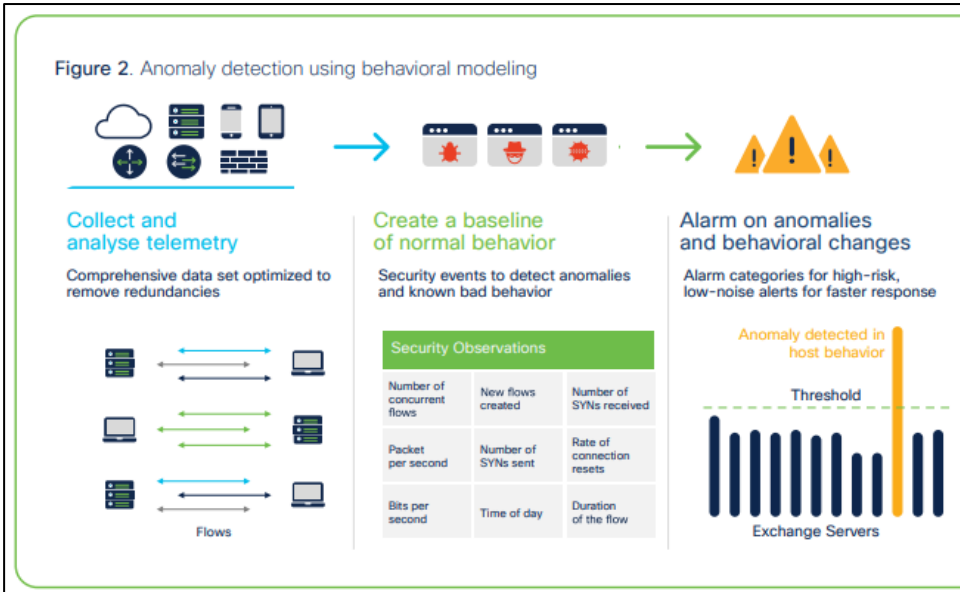 Figure 2. Anomaly detection using behavioral modeling
Collect and
analyse telemetry
Comprehensive data set optimized to
remove redundancies
Flows
Create a baseline
of normal behavior
Security events to detect anomalies
and known bad behavior
Security Observations
Number of
concurrent
flows
New flows
created
Number of
SYNs received
Packet
per second
Number of
SYNs sent
Rate of
connection
resets
Bits per
second
Time of day
Duration
of the flow
Alarm on anomalies
and behavioral changes
Alarm categories for high-risk,
low-noise alerts for faster response
Anomaly detected in
host behavior
Threshold
Exchange Servers